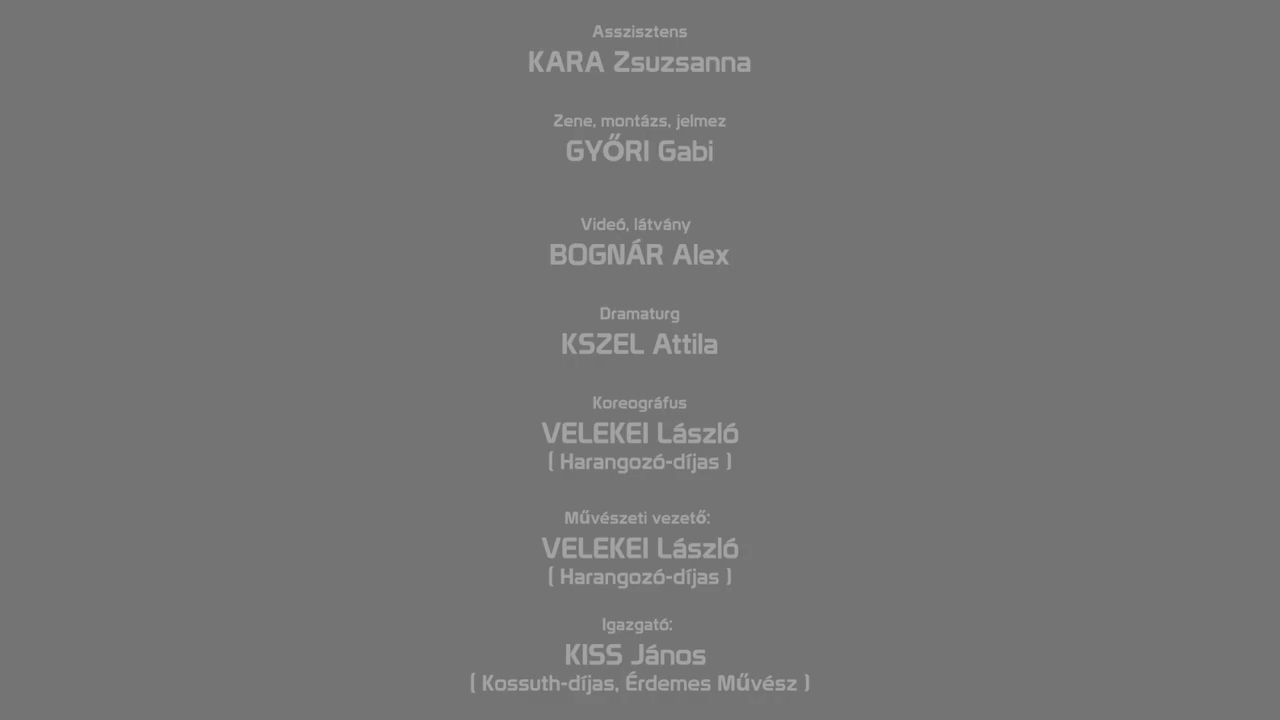 Asszisztens
KARA Zsuzsanna
Zene, montázs, jelmez
GYŐRI Gabi
Videó, látvány
BOGNÁR Alex
Dramaturg
KSZEL Attila
Koreográfus
VELEKEI László
( Harangozó-díjas )
Művészeti vezető:
VELEKEI László
( Harangozó-díjas )
Igazgató:
KISS János
( Kossuth-díjas, Érdemes Művész )